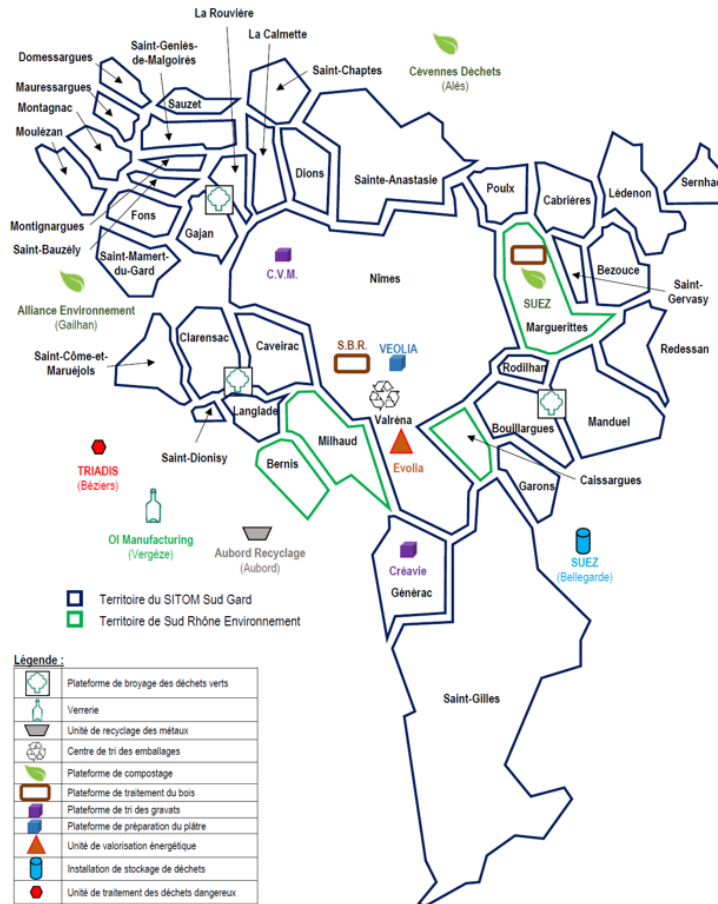 La Rouvière
Saint-Geniès-
de-Malgoirés
La Calmette
Domessargues
Saint-Chaptes
Cévennes Déchets
(Alés)
Mauressargues
Sauzet
Montagnac
Moulézan
Dions
Sainte-Anastasie
Poulx
Cabrières
Lédenon
Sernhac
Montignargues
Fons
Gajan
Saint-Bauzély
Saint-Mamert-
du-Gard
C.V.M.
Nîmes
SUEZ
Bezouce
Saint-
Gervasy
Alliance Environnement
(Gailhan)
Marguerittes
Clarensac
Caveirac
S.B.R.
VEOLIA
Redessan
Saint-Côme-et-
Maruéjols
Rodilhan
Langlade
Valréna
Bouillargues
Manduel
Saint-Dionisy
Milhaud
Evolia
Bernis
Caissargues
Garons
TRIADIS
(Béziers)
OI Manufacturing
(Vergéze)
Aubord Recyclage
(Aubord)
SUEZ
(Bellegarde)
Créavie
Générac
Territoire du SITOM Sud Gard
Territoire de Sud Rhône Environnement
Légende :
Plateforme de broyage des déchets verts
Verrerie
Unité de recyclage des métaux
Centre de tri des emballages
Plateforme de compostage
Plateforme de traitement du bois
Plateforme de tri des gravats
Plateforme de préparation du plâtre
Unité de valorisation énergétique
Installation de stockage de déchets
Unité de traitement des déchets dangereux
Saint-Gilles